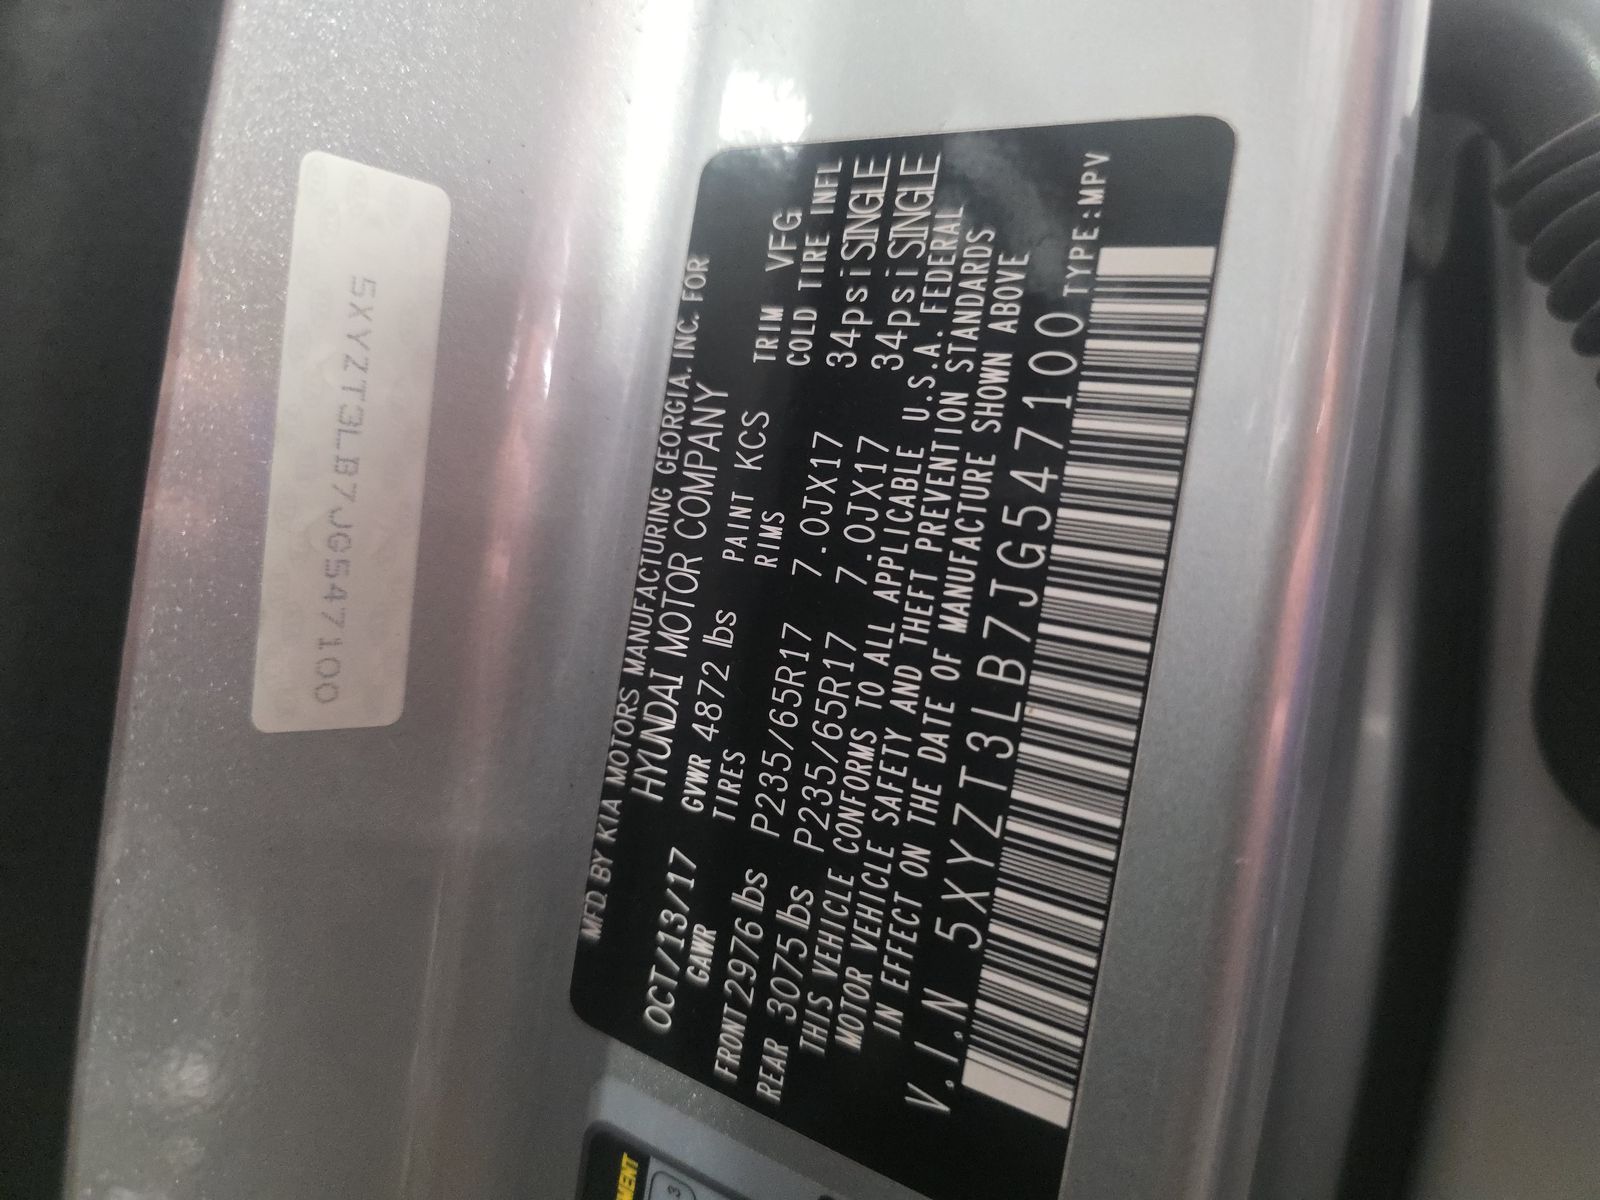 5XYZT3LB7JG547100
MFD BY KIA MOTORS MANUFACTURING GEORGIA. INC. FOR
HYUNDAI MOTOR COMPANY
OCT/13/17 GVWR 4872 lbs PAINT KCS TRIM VFG
GAWR TIRES RIMS COLD TIRE INFL
FRONT 2976 lbs P235/65R17 7.0JX17 34psi SINGLE
REAR 3075 lbs P235/65R17 7.0JX17 34psi SINGLE
THIS VEHICLE CONFORMS TO ALL APPLICABLE U.S.A. FEDERAL
MOTOR VEHICLE SAFETY AND THEFT PREVENTION STANDARDS
IN EFFECT ON THE DATE OF MANUFACTURE SHOWN ABOVE
V.I.N 5XYZT3LB7JG547100 TYPE:MPV
3